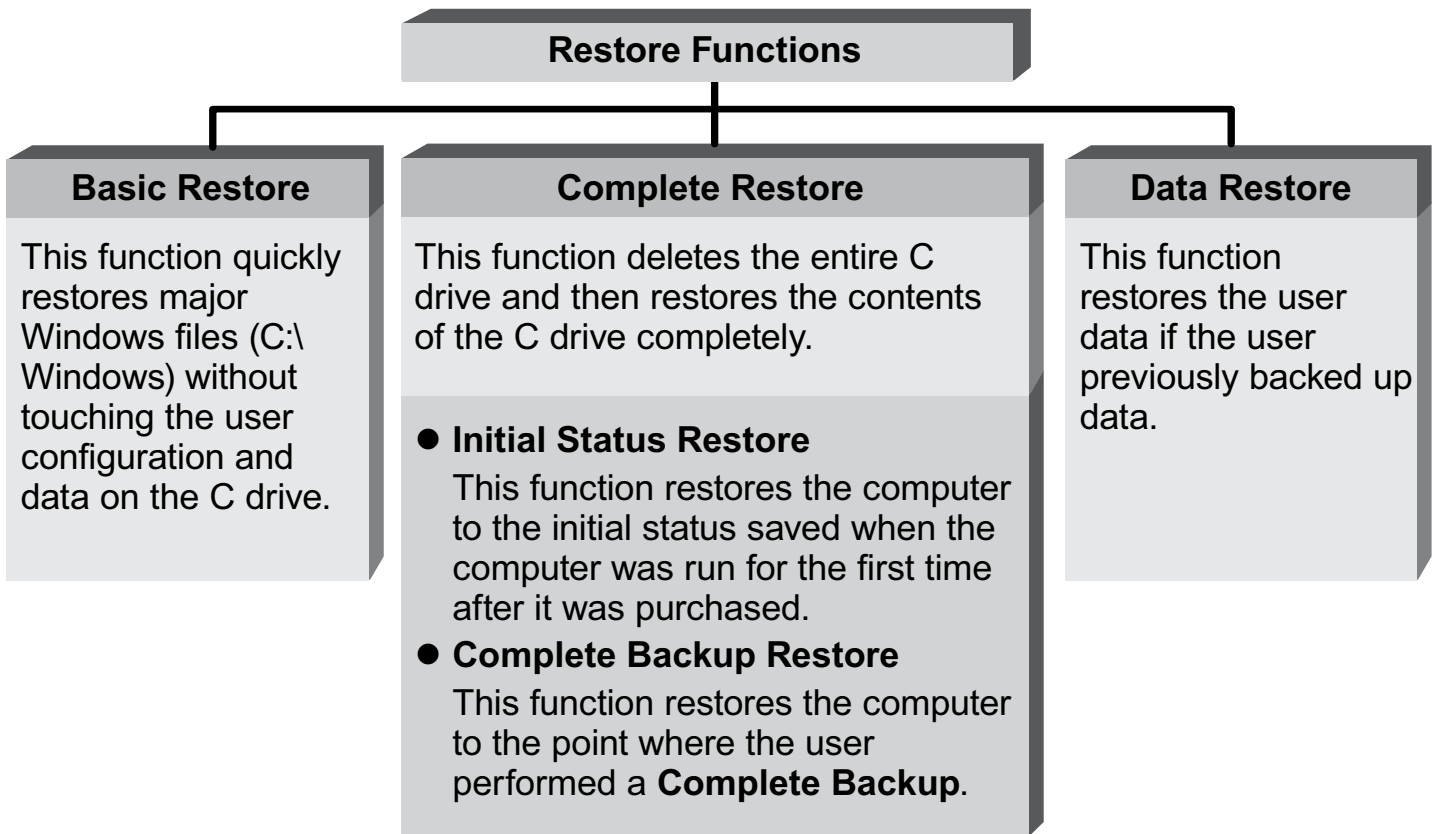 Restore Functions
Basic Restore
This function quickly
restores major
Windows files (C:\
Windows) without
touching the user
configuration and
data on the C drive.
Complete Restore
This function deletes the entire C
drive and then restores the contents
of the C drive completely.
● Initial Status Restore
This function restores the computer
to the initial status saved when the
computer was run for the first time
after it was purchased.
● Complete Backup Restore
This function restores the computer
to the point where the user
performed a Complete Backup.
Data Restore
This function
restores the user
data if the user
previously backed up
data.